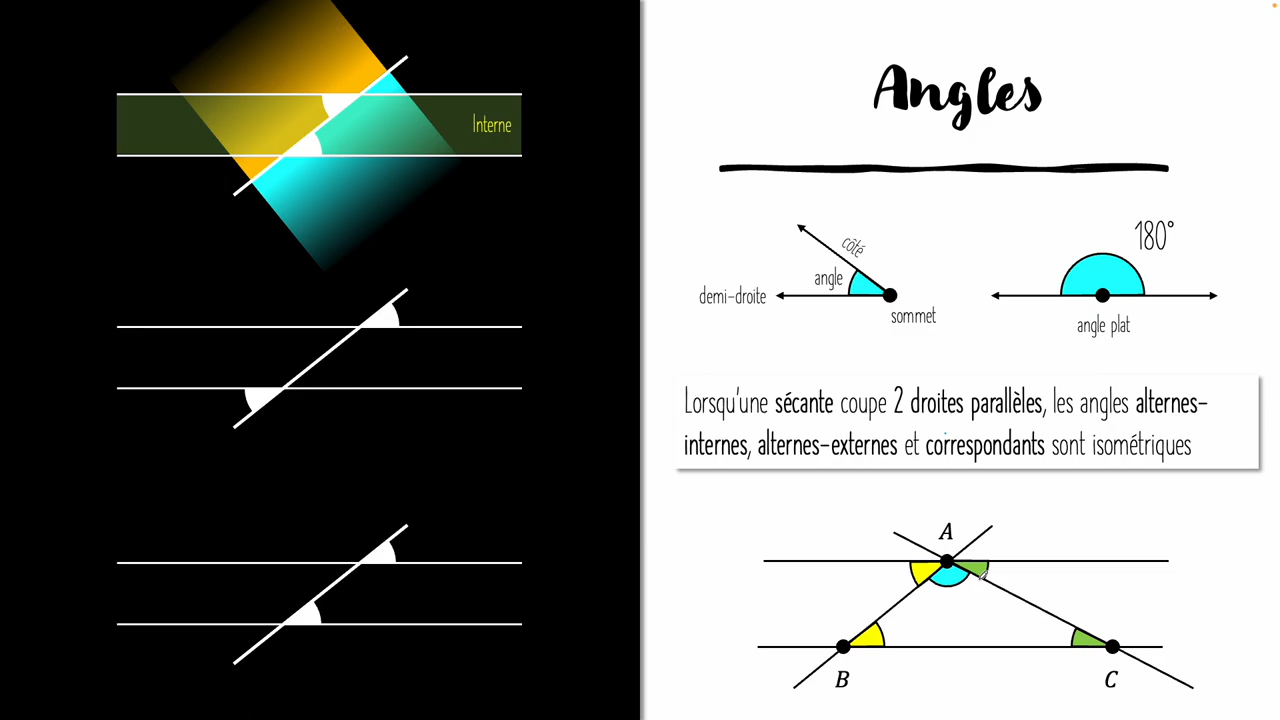 Interne
Angles
180°
côté
angle
demi-droite
sommet
angle plat
Lorsqu'une sécante coupe 2 droites parallèles, les angles alternes-
internes, alternes-externes et correspondants sont isométriques
A
B
C